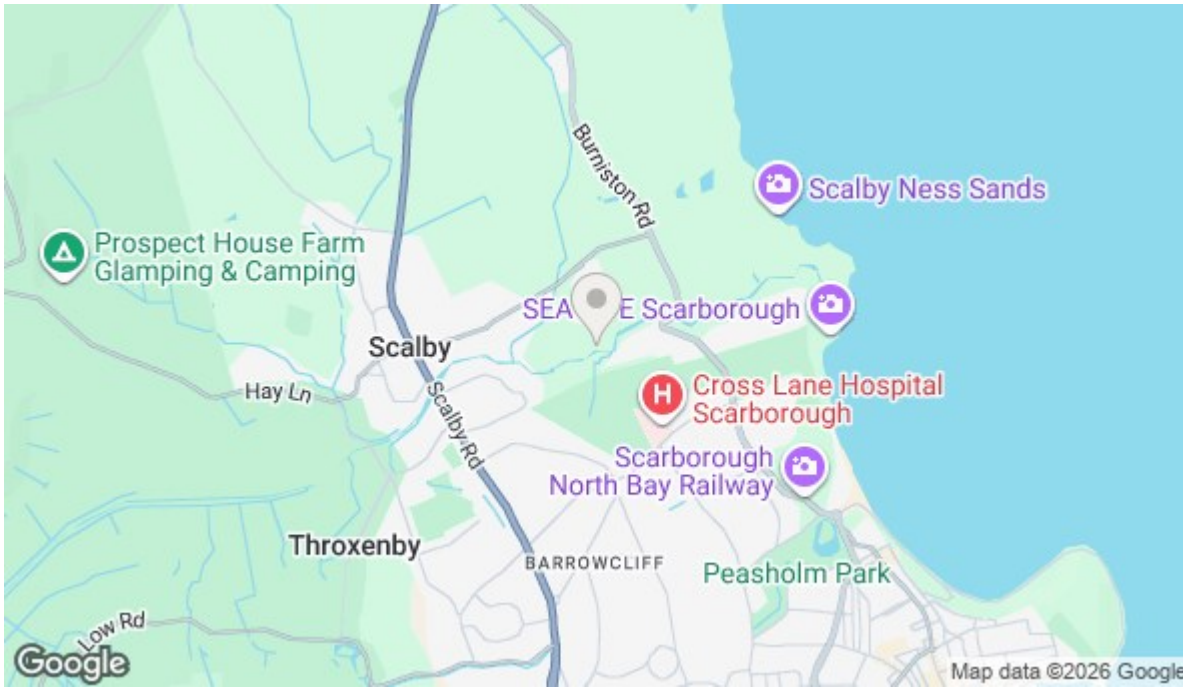 Burniston Rd
Scalby Ness Sands
Prospect House Farm
Glamping & Camping
SEA E Scarborough
Scalby
Hay Ln
Cross Lane Hospital
Scarborough
Scalby Rd
Scarborough
North Bay Railway
Throxenby
BARROWCLIFF
Peasholm Park
Low Rd
Google
Map data ©2026 Google
H